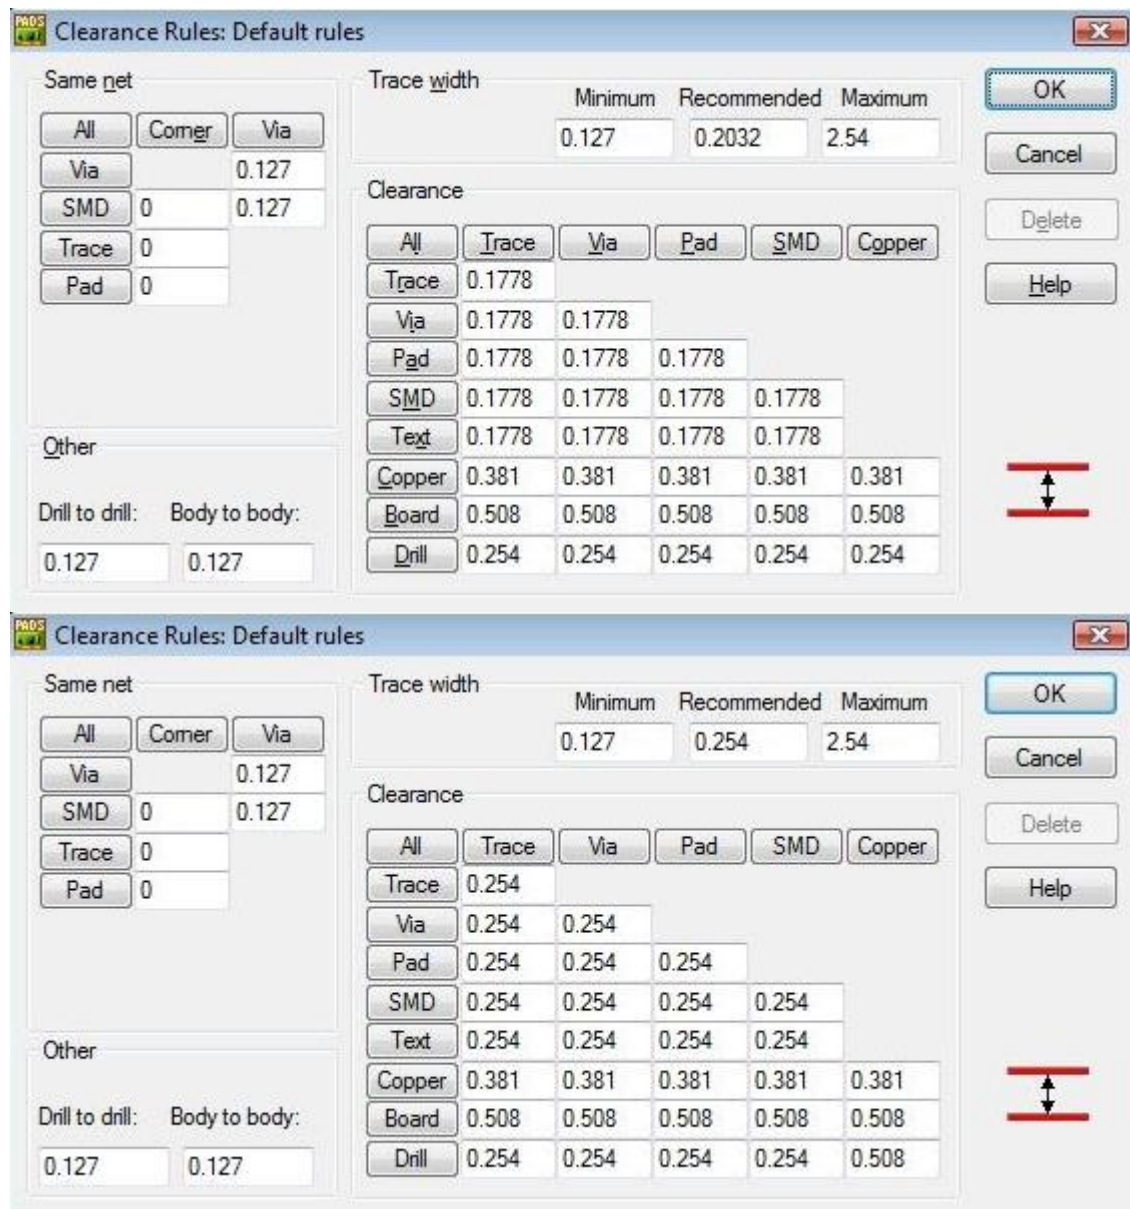 PADS Clearance Rules: Default rules
Same net
Trace width
Minimum Recommended Maximum
OK
All Corner Via
0.127 0.2032 2.54
Cancel
Via 0.127
Clearance
SMD 0 0.127
Delete
All Trace Via Pad SMD Copper
Trace 0
Trace 0.1778
Pad 0
Help
Via 0.1778 0.1778
Pad 0.1778 0.1778 0.1778
SMD 0.1778 0.1778 0.1778 0.1778
Text 0.1778 0.1778 0.1778 0.1778
Other
Copper 0.381 0.381 0.381 0.381 0.381
Drill to drill: Body to body:
Board 0.508 0.508 0.508 0.508 0.508
0.127 0.127
Drill 0.254 0.254 0.254 0.254 0.254
PADS Clearance Rules: Default rules
Same net
Trace width
Minimum Recommended Maximum
OK
All Corner Via
0.127 0.254 2.54
Cancel
Via 0.127
Clearance
SMD 0 0.127
Delete
All Trace Via Pad SMD Copper
Trace 0
Trace 0.254
Pad 0
Help
Via 0.254 0.254
Pad 0.254 0.254 0.254
SMD 0.254 0.254 0.254 0.254
Text 0.254 0.254 0.254 0.254
Other
Copper 0.381 0.381 0.381 0.381 0.381
Drill to drill: Body to body:
Board 0.508 0.508 0.508 0.508 0.508
0.127 0.127
Drill 0.254 0.254 0.254 0.254 0.508